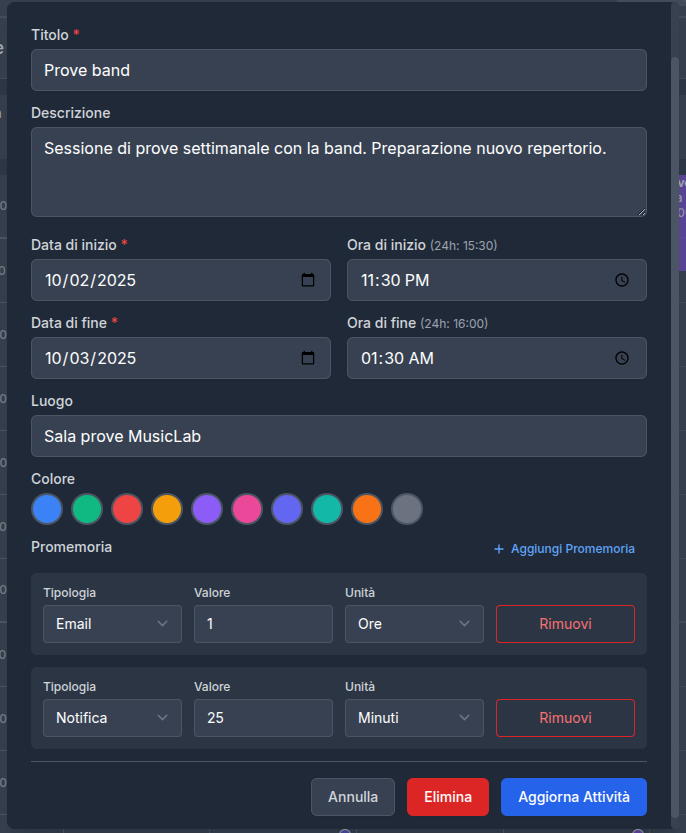 Titolo *
Prove band
Descrizione
Sessione di prove settimanale con la band. Preparazione nuovo repertorio.
Data di inizio * Ora di inizio (24h: 15:30)
10/02/2025 11:30 PM
Data di fine * Ora di fine (24h: 16:00)
10/03/2025 01:30 AM
Luogo
Sala prove MusicLab
Colore
Promemoria + Aggiungi Promemoria
Tipologia Valore Unità
Email 1 Ore Rimuovi
Tipologia Valore Unità
Notifica 25 Minuti Rimuovi
Annulla Elimina Aggiorna Attività